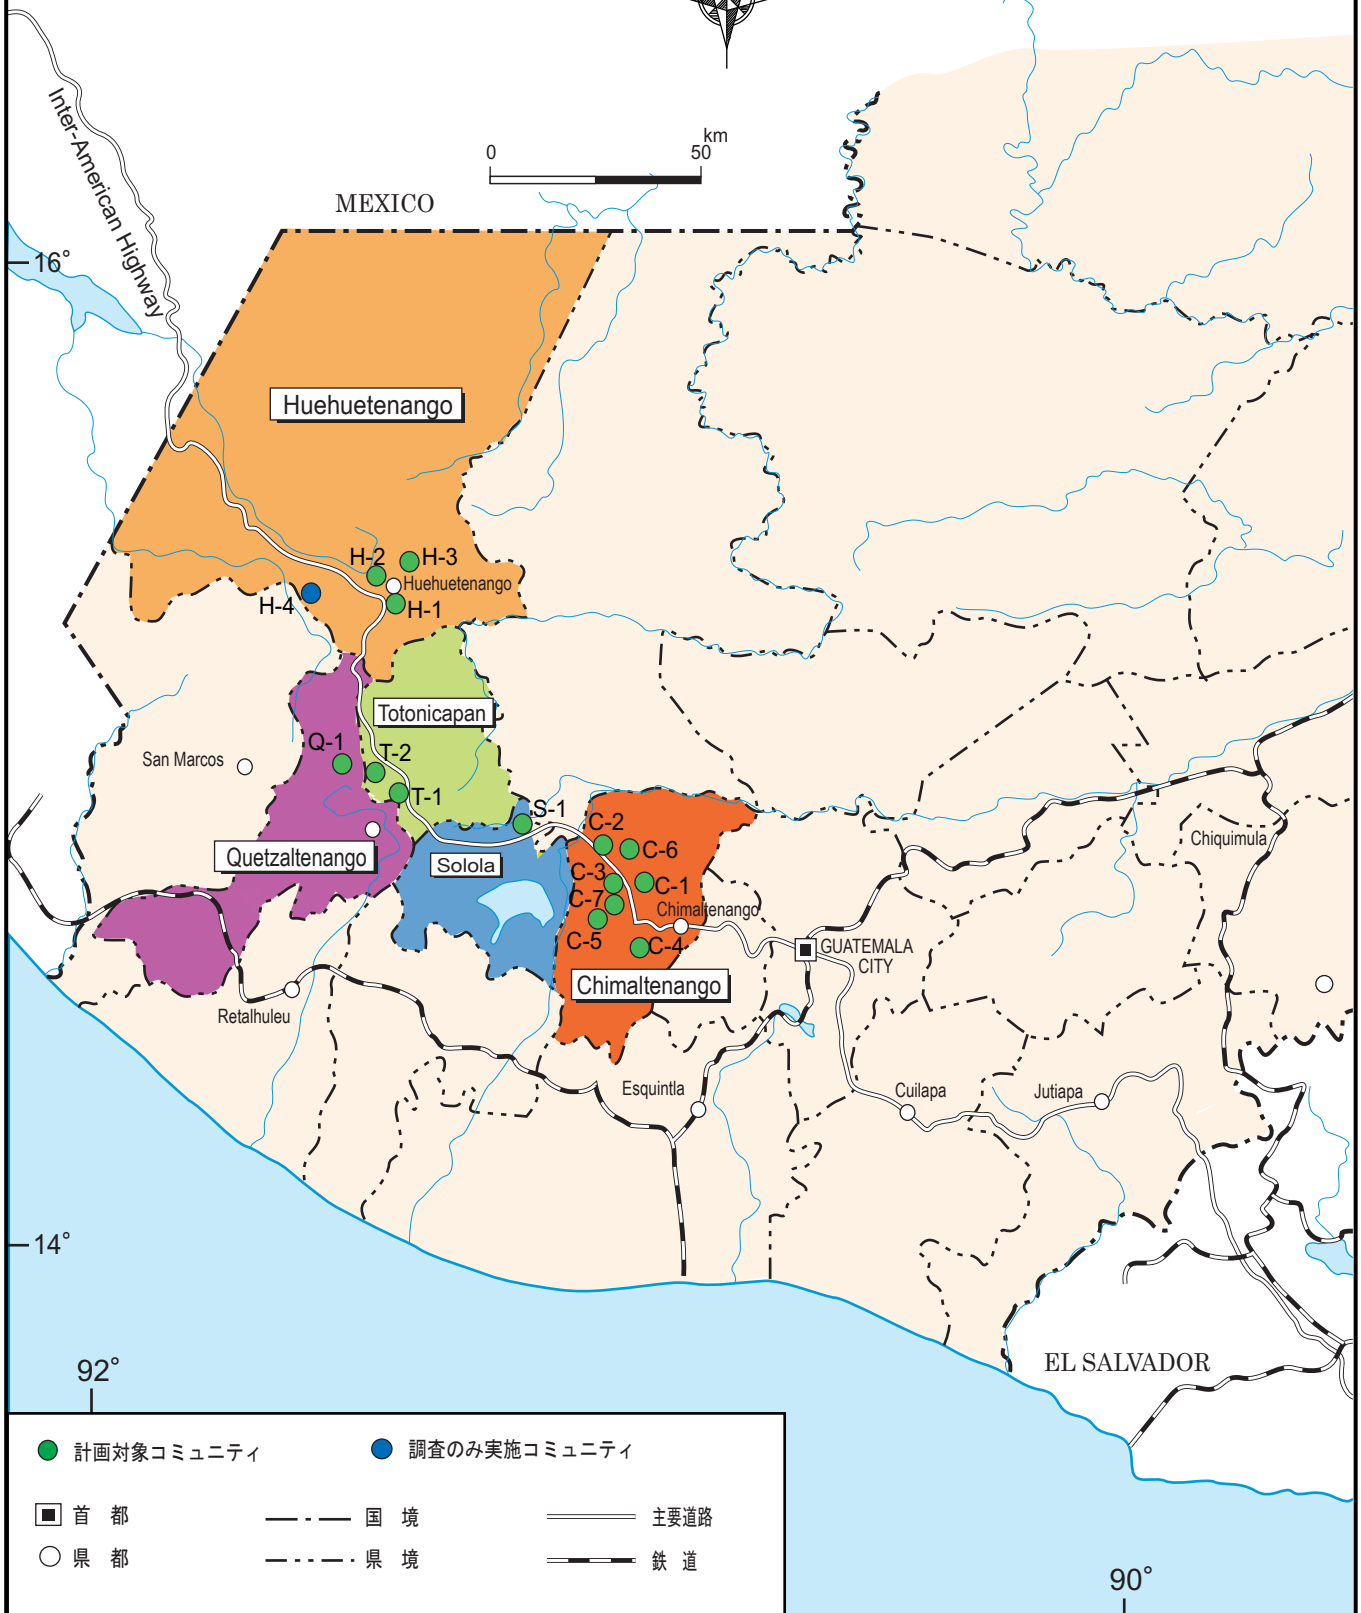 km
0
50
MEXICO
Inter-American Highway
16°
Huehuetenango
H-2
H-3
Huehuetenango
H-4
H-1
Totonicapan
San Marcos
Q-1
T-2
T-1
S-1
C-2
C-6
Chiquimula
Quetzaltenango
Solola
C-3
C-1
C-7
Chimaltenango
C-5
C-4
GUATEMALA
CITY
Chimaltenango
Retalhuleu
Esquintla
Cuilapa
Jutiapa
14°
EL SALVADOR
92°
計画対象コミュニティ
調査のみ実施コミュニティ
首 都
国 境
主要道路
県 都
県 境
鉄 道
90°